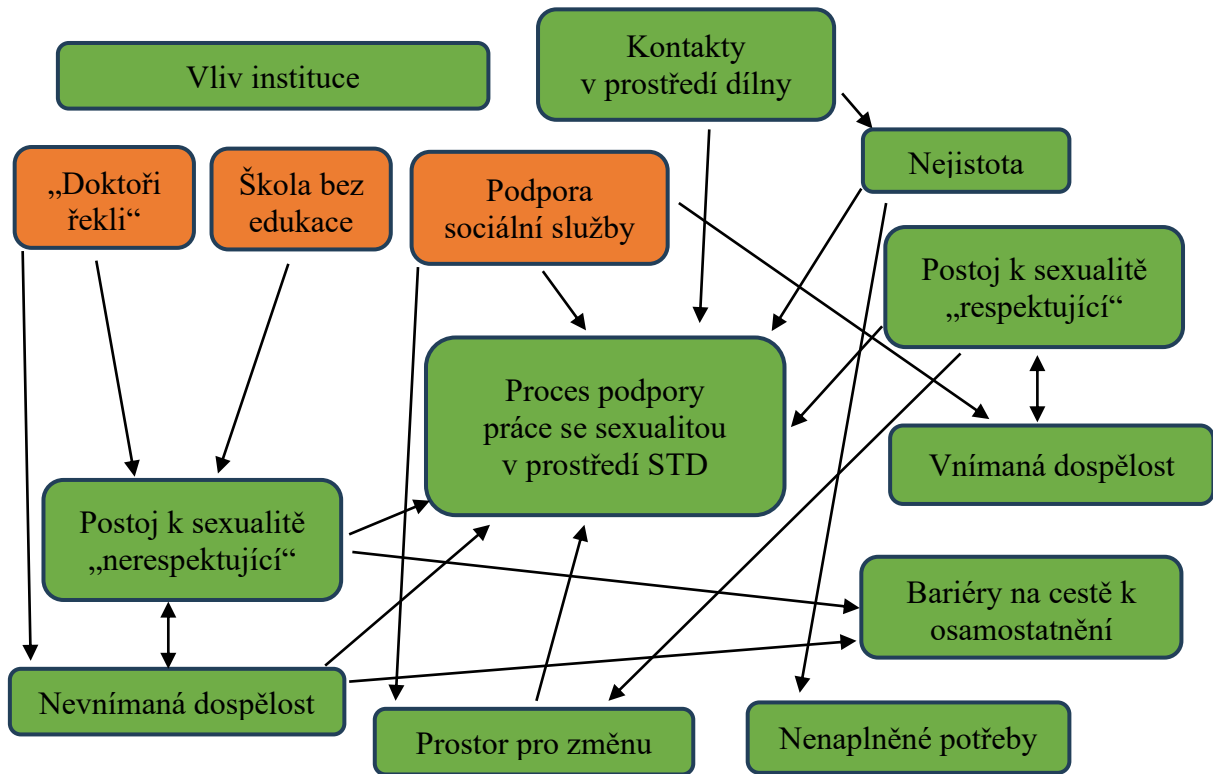 Kontakty
v prostředí dílny
Vliv instituce
Nejistota
„Doktoři
řekli“
Škola bez
edukace
Podpora
sociální služby
Postoj k sexualitě
„respektující“
Proces podpory
práce se sexualitou
v prostředí STD
Vnímaná dospělost
Postoj k sexualitě
„nerespektující“
Bariéry na cestě k
osamostatnění
Nevnímaná dospělost
Prostor pro změnu
Nenaplněné potřeby